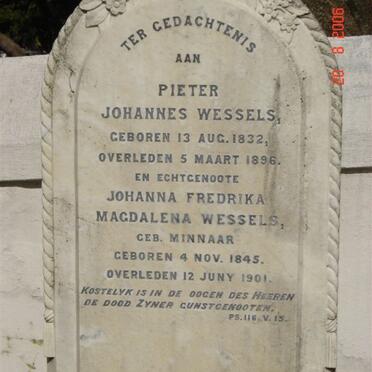 TER GEDACHTENIS
AAN
PIETER
JOHANNES WESSELS,
GEBOREN 13 AUG. 1832,
OVERLEDEN 5 MAART 1896.
EN ECHTGENOOTE
JOHANNA FREDRIKA
MAGDALENA WESSELS,
GEB. MINNAAR
GEBOREN 4 NOV. 1845.
OVERLEDEN 12 JUNY 1901.
KOSTELYK IS IN DE OOGEN DES HEEREN
DE DOOD ZYNER GUNSTGENOOTEN.
PS. 116. V. 15.
20 8 2006